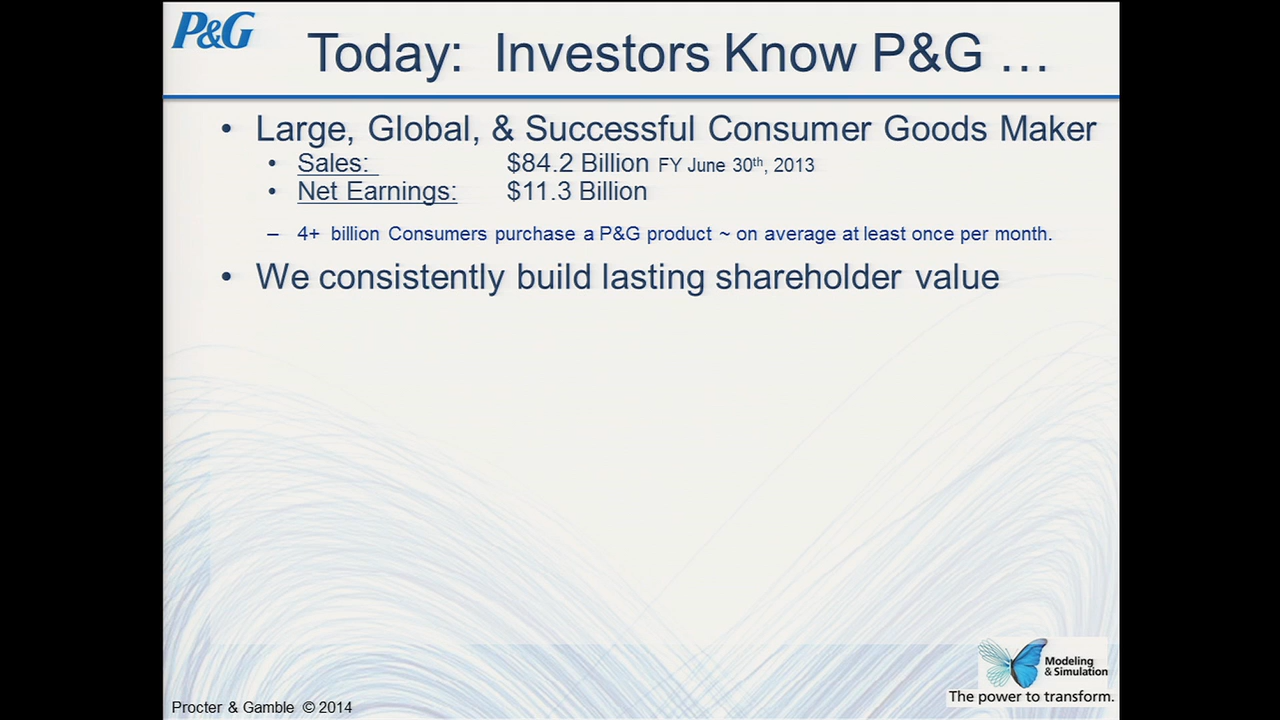 P&G
Today: Investors Know P&G …
• Large, Global, & Successful Consumer Goods Maker
• Sales: $84.2 Billion FY June 30th, 2013
• Net Earnings: $11.3 Billion
– 4+ billion Consumers purchase a P&G product ~ on average at least once per month.
• We consistently build lasting shareholder value
Modeling
& Simulation
The power to transform.
Procter & Gamble © 2014